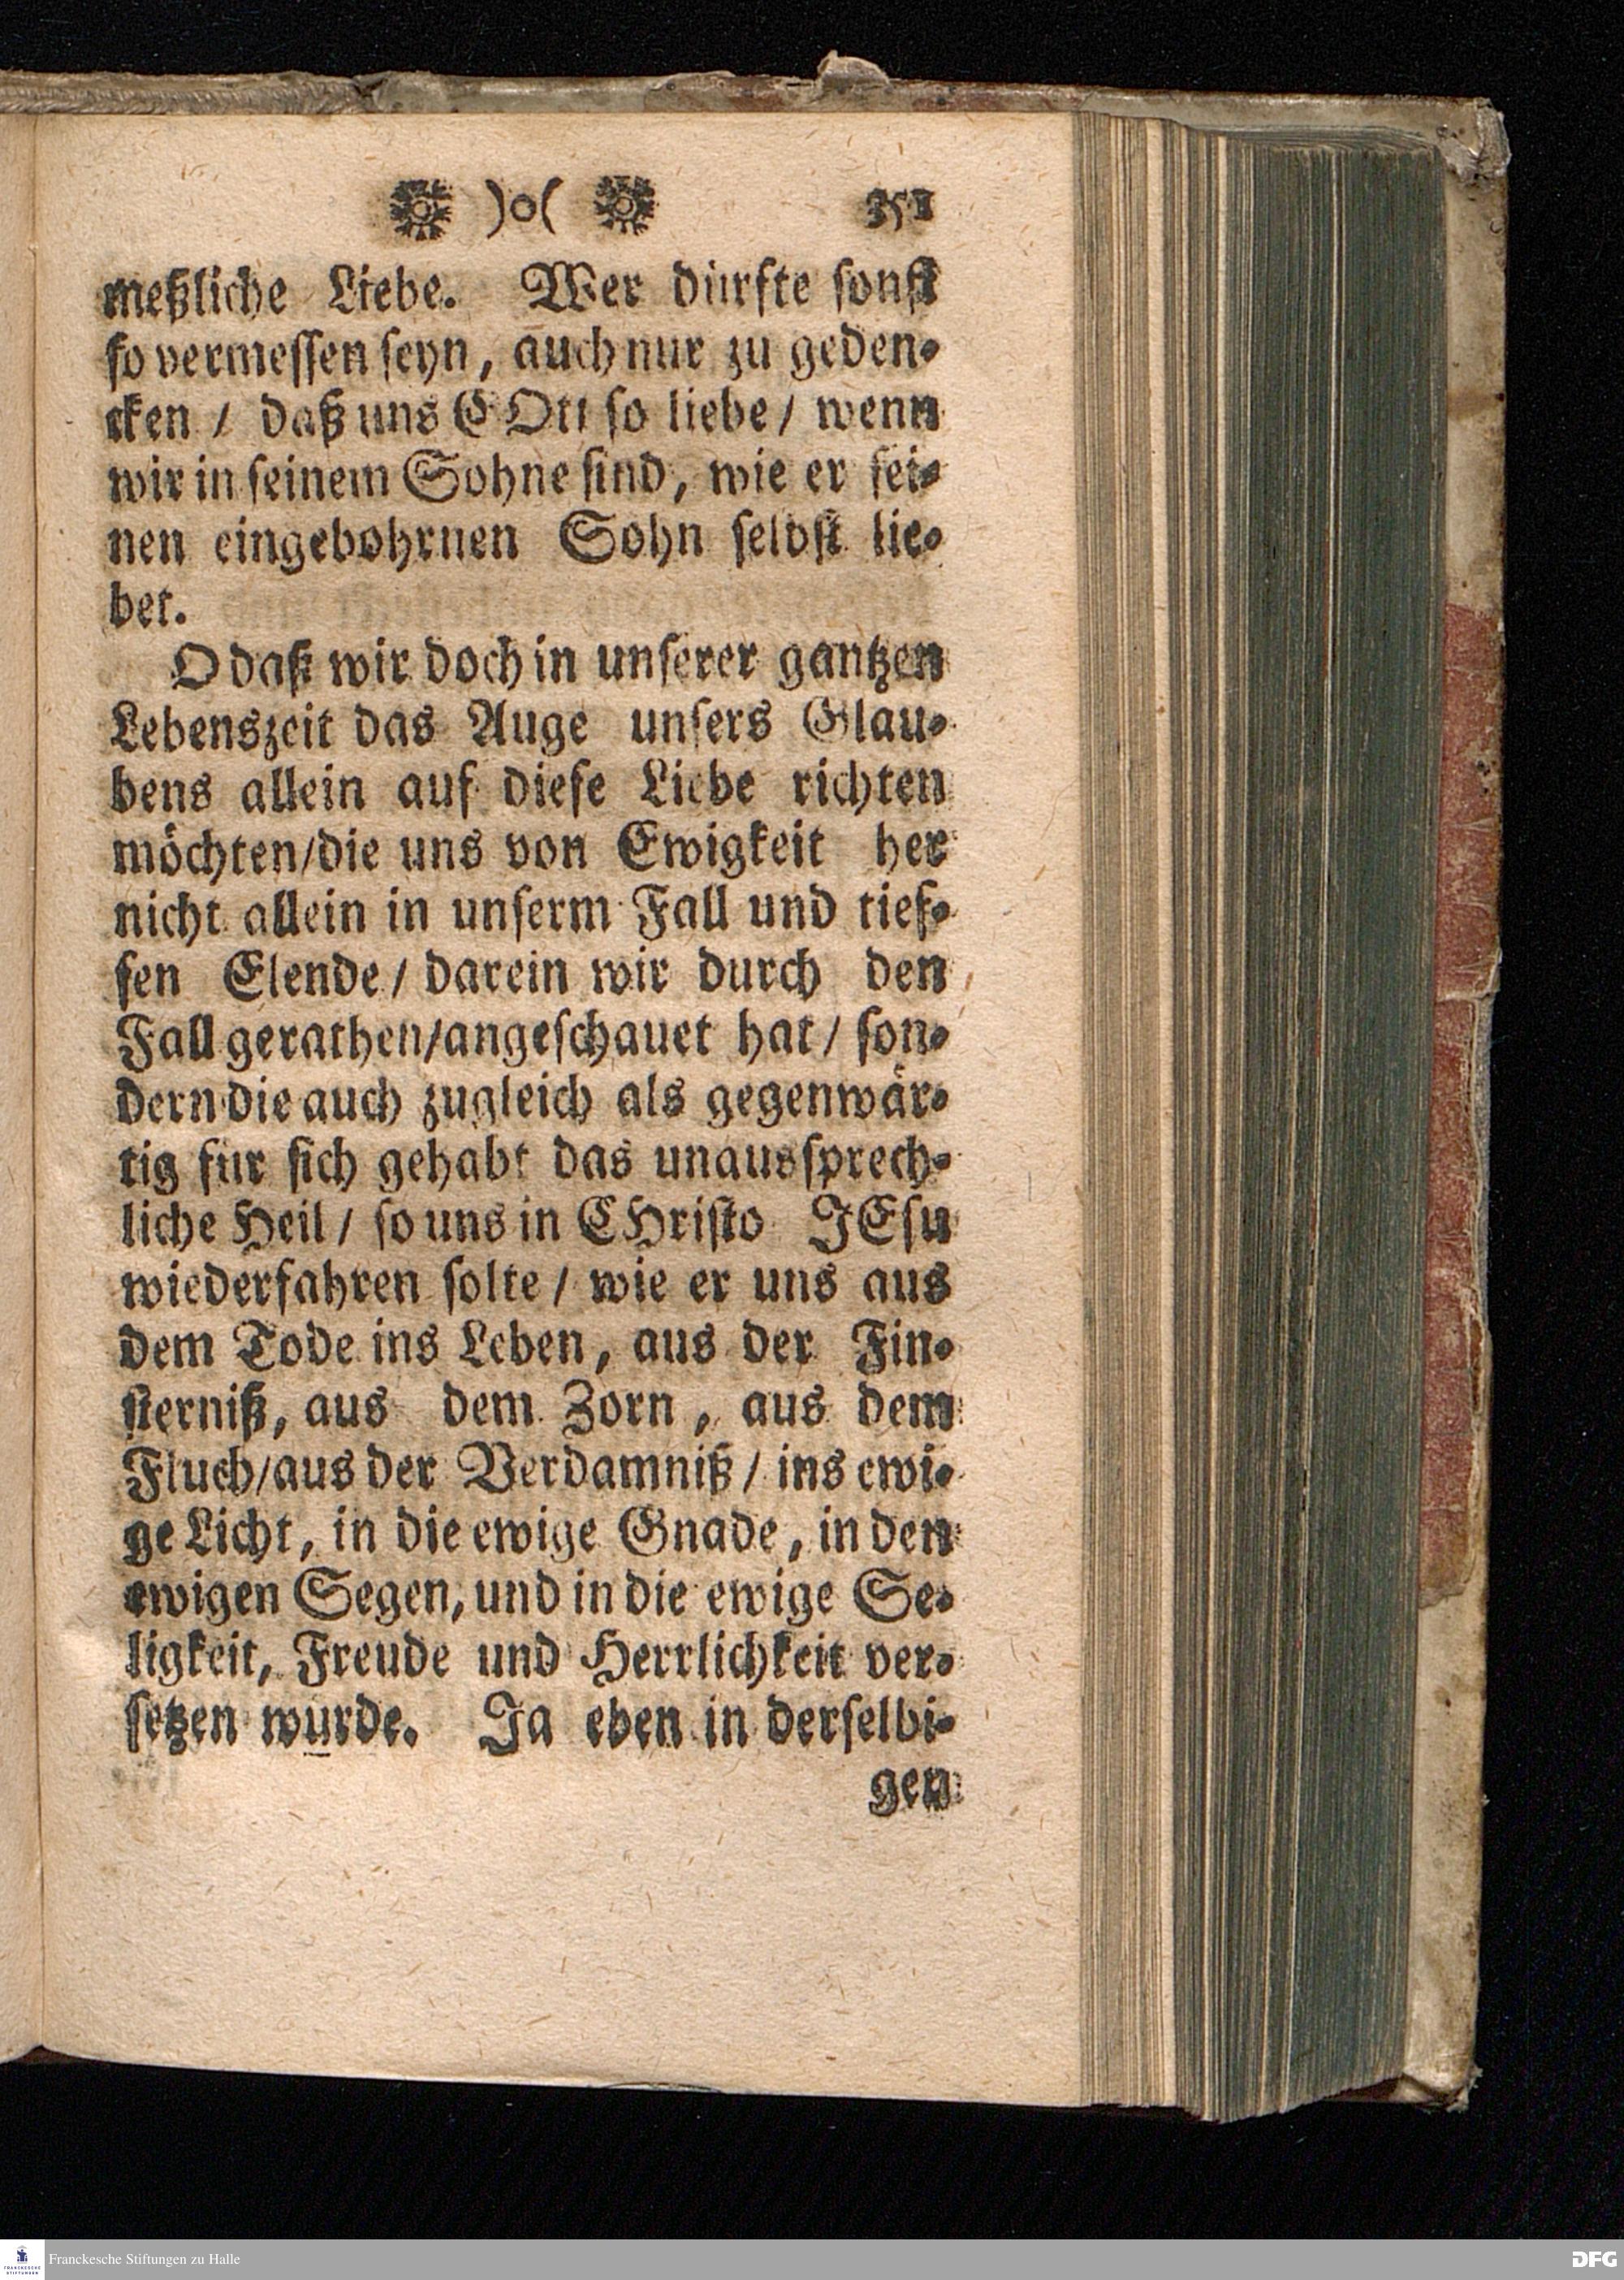 )o( 351
meßliche Liebe. Wer dürfte sonst
so vermessen seyn, auch nur zu geden-
cken / daß uns GOtt so liebe / wenn
wir in seinem Sohne sind, wie er sei-
nen eingebohrnen Sohn selbst lie-
bet.
O daß wir doch in unserer gantzen
Lebenszeit das Auge unsers Glau-
bens allein auf diese Liebe richten
möchten/die uns von Ewigkeit her
nicht allein in unserm Fall und tief-
fen Elende / darein wir durch den
Fall gerathen/angeschauet hat / son-
dern die auch zugleich als gegenwär-
tig für sich gehabt das unaussprech-
liche Heil / so uns in CHristo JEsu
wiederfahren solte / wie er uns aus
dem Tode ins Leben, aus der Fin-
sterniß, aus dem Zorn, aus dem
Fluch/aus der Verdamniß / ins ewi-
ge Licht, in die ewige Gnade, in den
ewigen Segen, und in die ewige Se-
ligkeit, Freude und Herrlichkeit ver-
setzen wurde. Ja eben in derselbi-
gen
Franckesche Stiftungen zu Halle
DFG